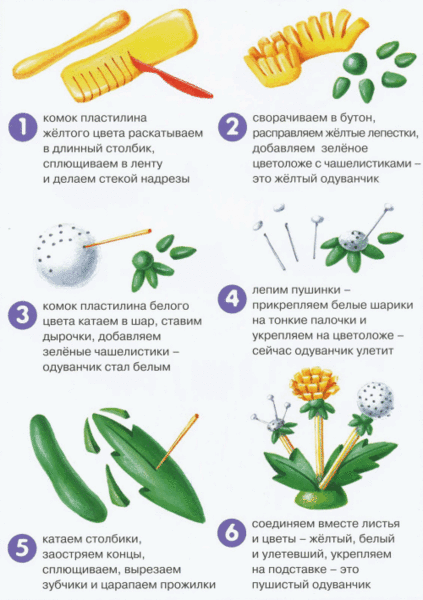 1
комок пластилина
жёлтого цвета раскатываем
в длинный столбик,
сплющиваем в ленту
и делаем стекой надрезы
2
сворачиваем в бутон,
расправляем жёлтые лепестки,
добавляем зелёное
цветоложе с чашелистиками –
это жёлтый одуванчик
3
комок пластилина белого
цвета катаем в шар, ставим
дырочки, добавляем
зелёные чашелистики –
одуванчик стал белым
4
лепим пушинки –
прикрепляем белые шарики
на тонкие палочки и
укрепляем на цветоложе –
сейчас одуванчик улетит
5
катаем столбики,
заостряем концы,
сплющиваем, вырезаем
зубчики и царапаем прожилки
6
соединяем вместе листья
и цветы – жёлтый, белый
и улетевший, укрепляем
на подставке – это
пушистый одуванчик